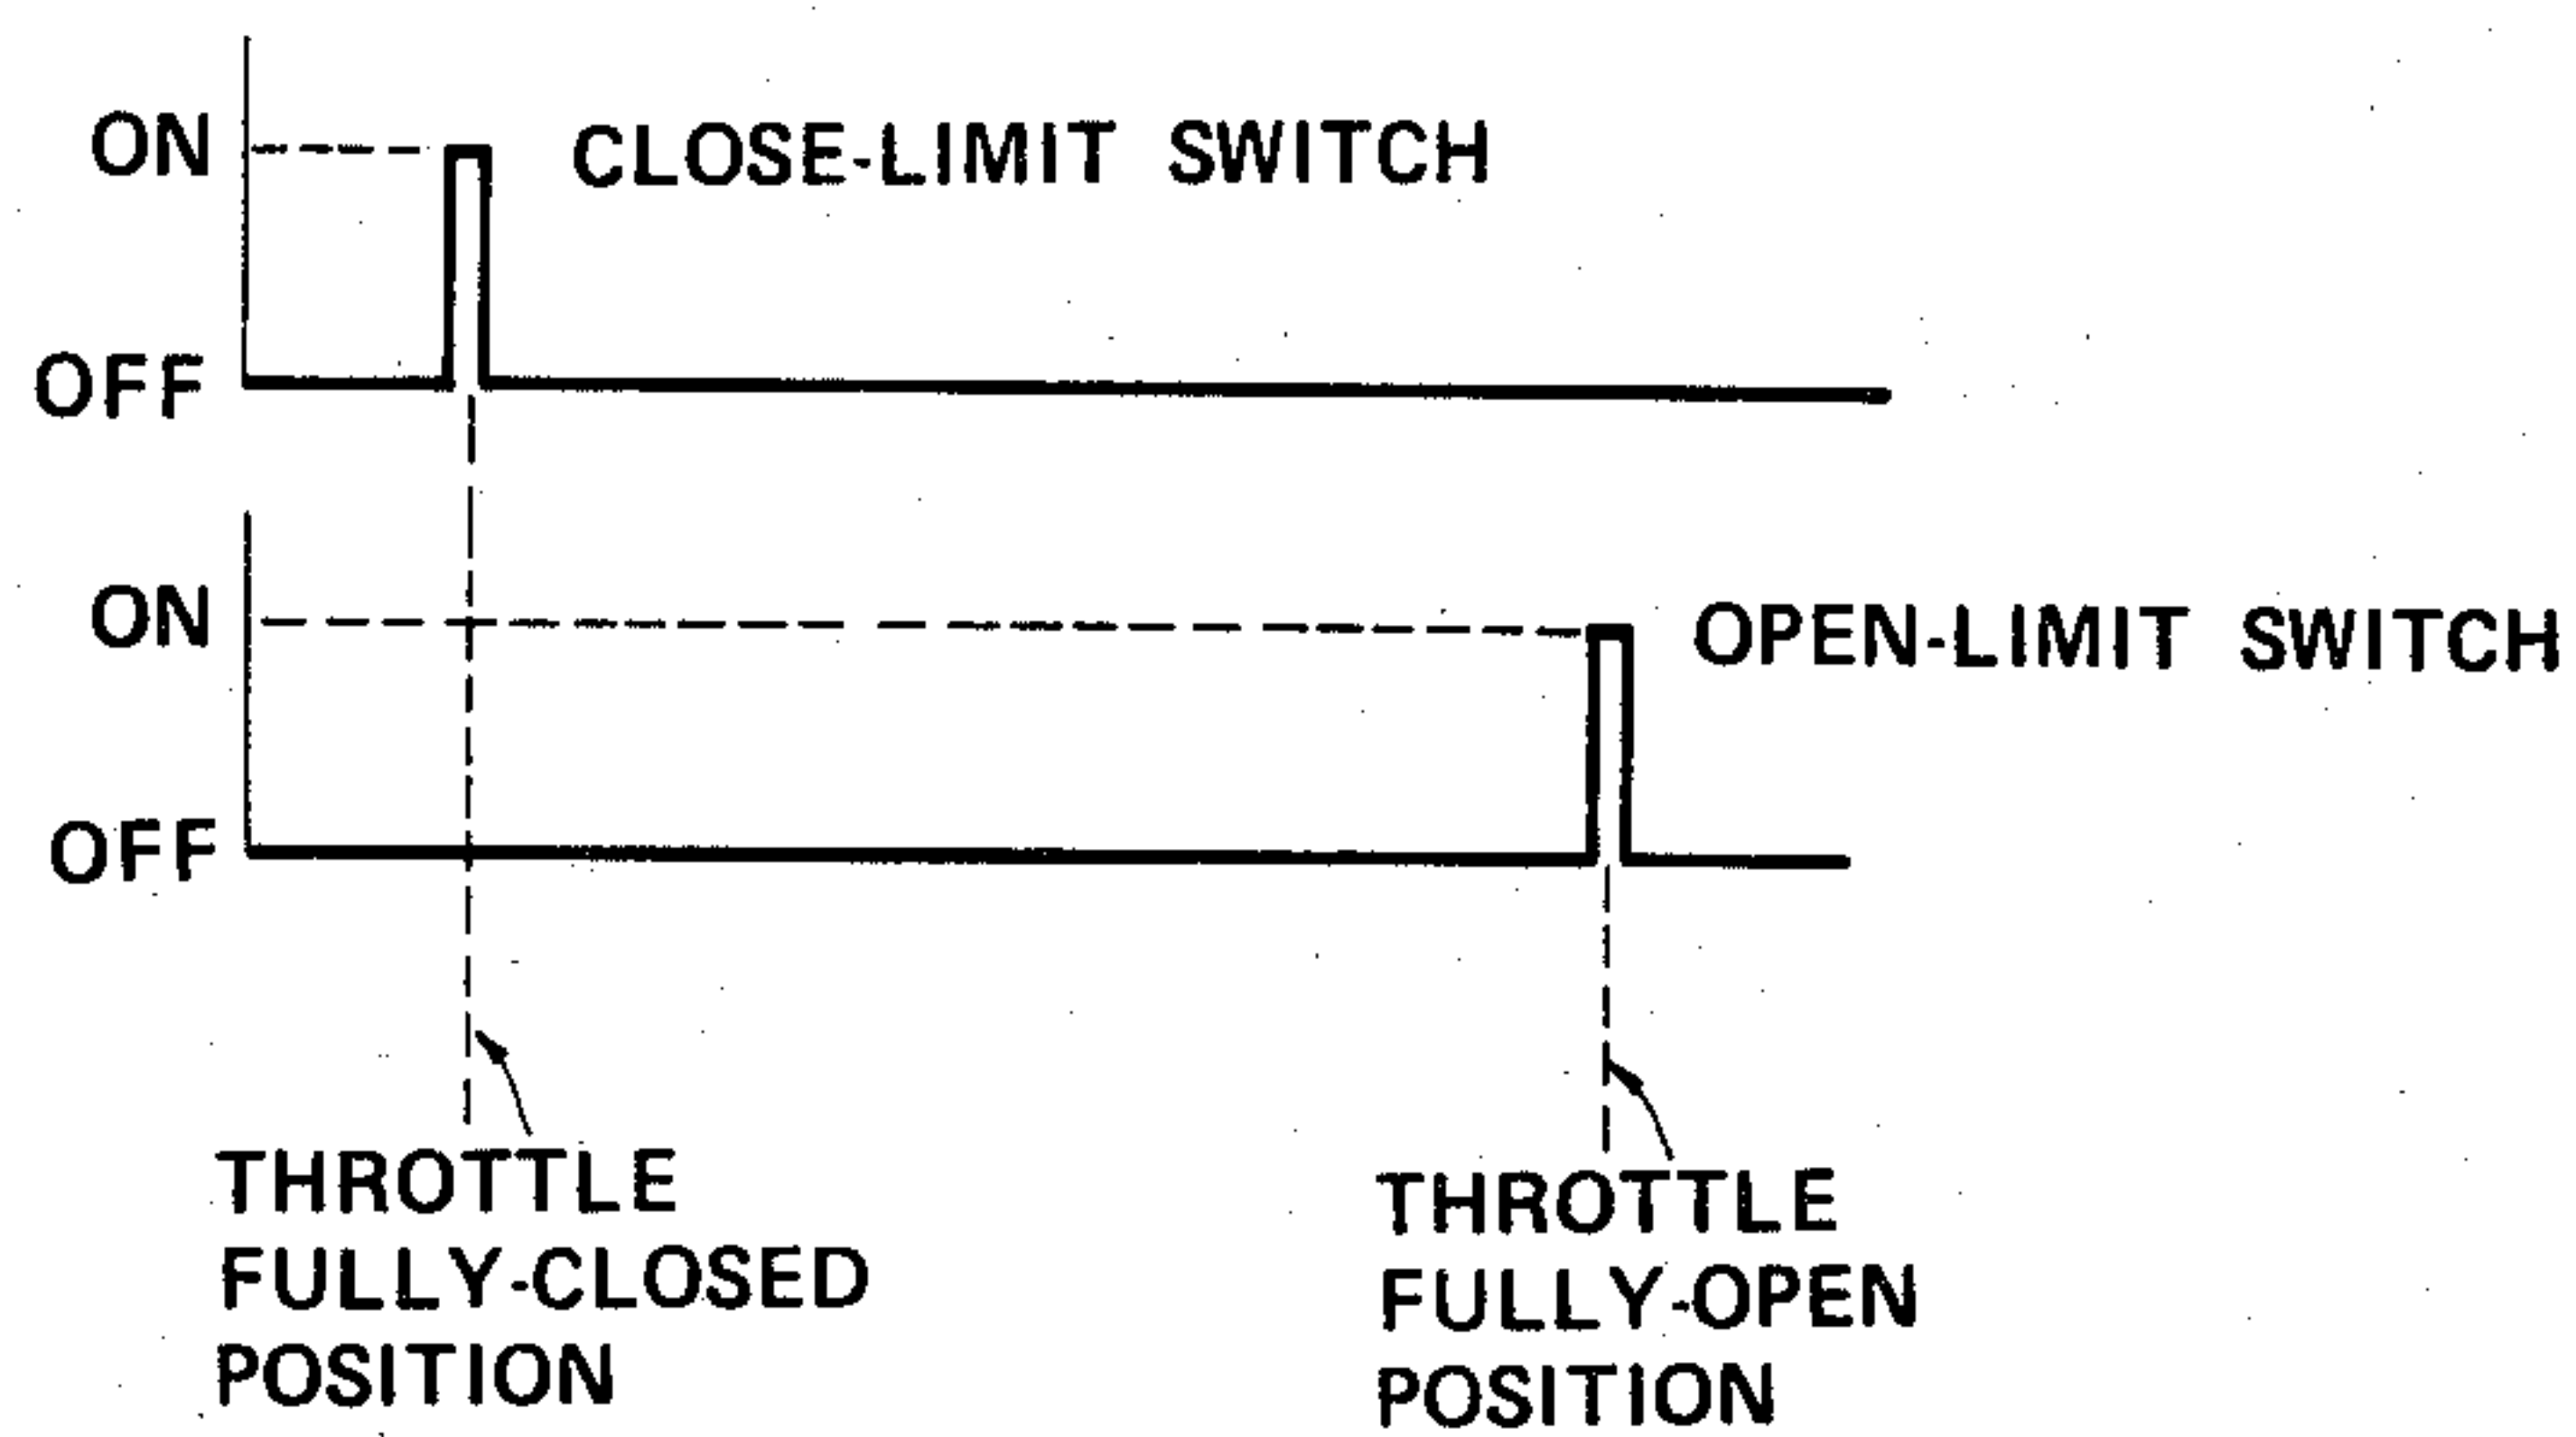 ON
CLOSE-LIMIT SWITCH
OFF
ON
OPEN-LIMIT SWITCH
OFF
THROTTLE
FULLY-CLOSED
POSITION
THROTTLE
FULLY-OPEN
POSITION